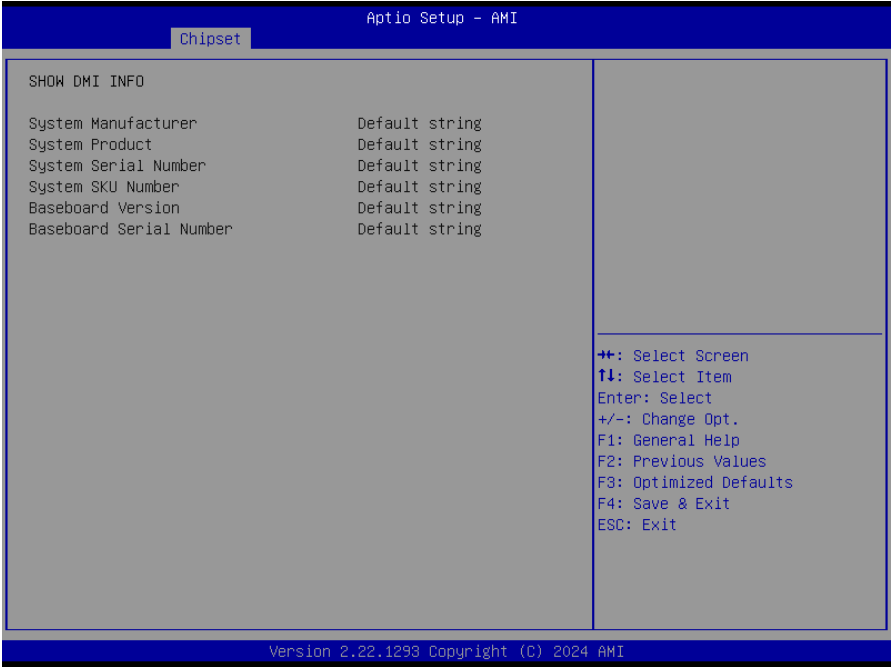 Aptio Setup – AMI
Chipset
SHOW DMI INFO
System Manufacturer Default string
System Product Default string
System Serial Number Default string
System SKU Number Default string
Baseboard Version Default string
Baseboard Serial Number Default string
→←: Select Screen
↑↓: Select Item
Enter: Select
+/-: Change Opt.
F1: General Help
F2: Previous Values
F3: Optimized Defaults
F4: Save & Exit
ESC: Exit
Version 2.22.1293 Copyright (C) 2024 AMI